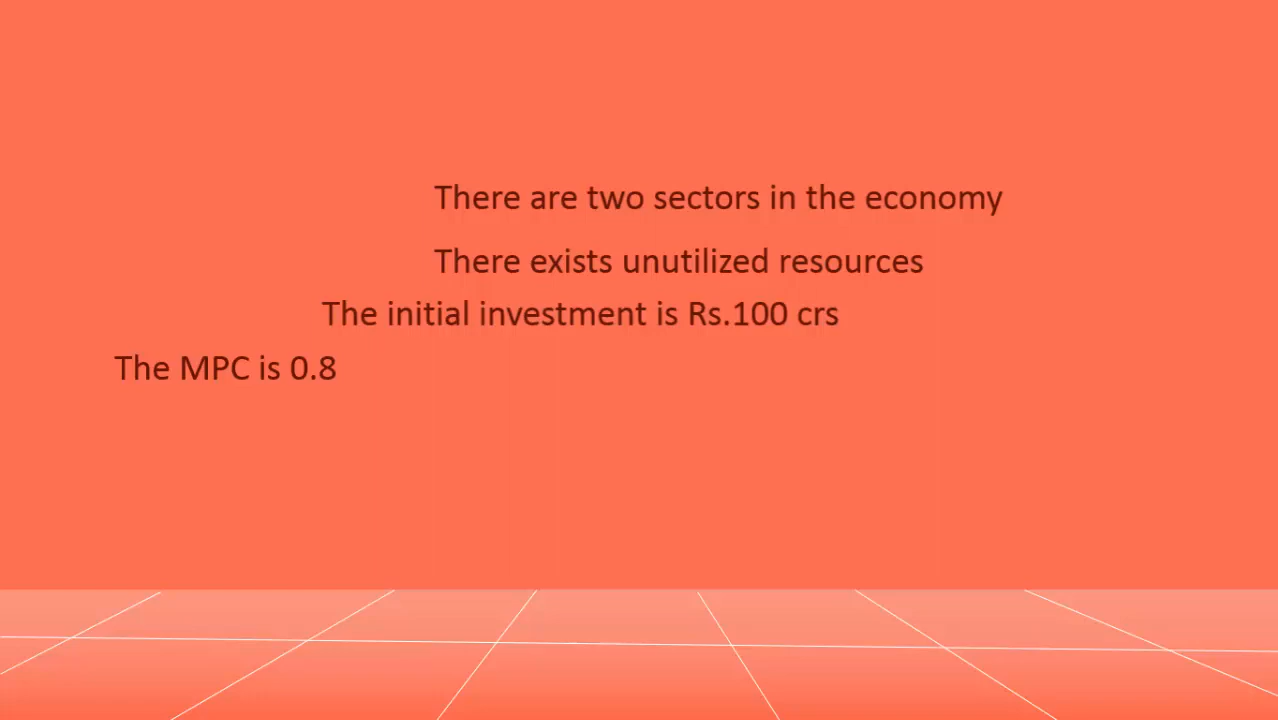 There are two sectors in the economy
There exists unutilized resources
The initial investment is Rs.100 crs
The MPC is 0.8